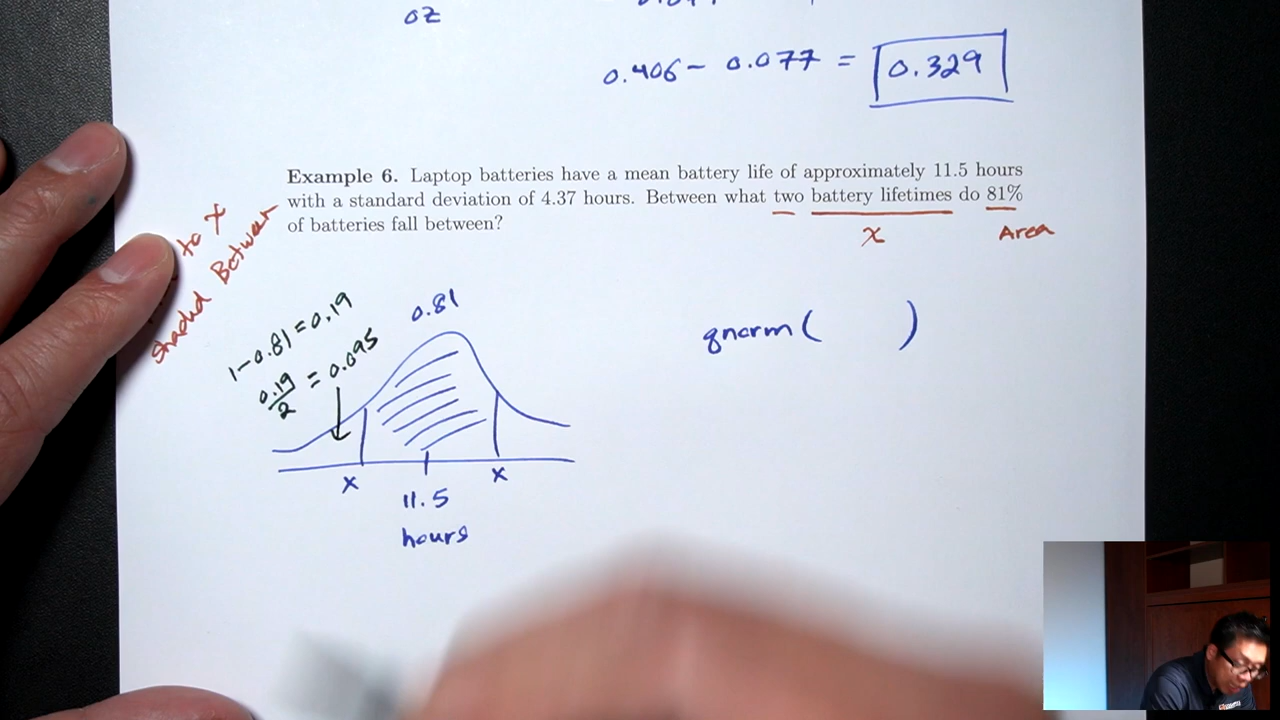 oz
0.406 - 0.077 = 0.329
Example 6. Laptop batteries have a mean battery life of approximately 11.5 hours
with a standard deviation of 4.37 hours. Between what two battery lifetimes do 81%
of batteries fall between?
x
Area
to x
Shaded Between
1-0.81=0.19
0.19/2 = 0.095
0.81
qnorm( )
x
x
11.5
hours